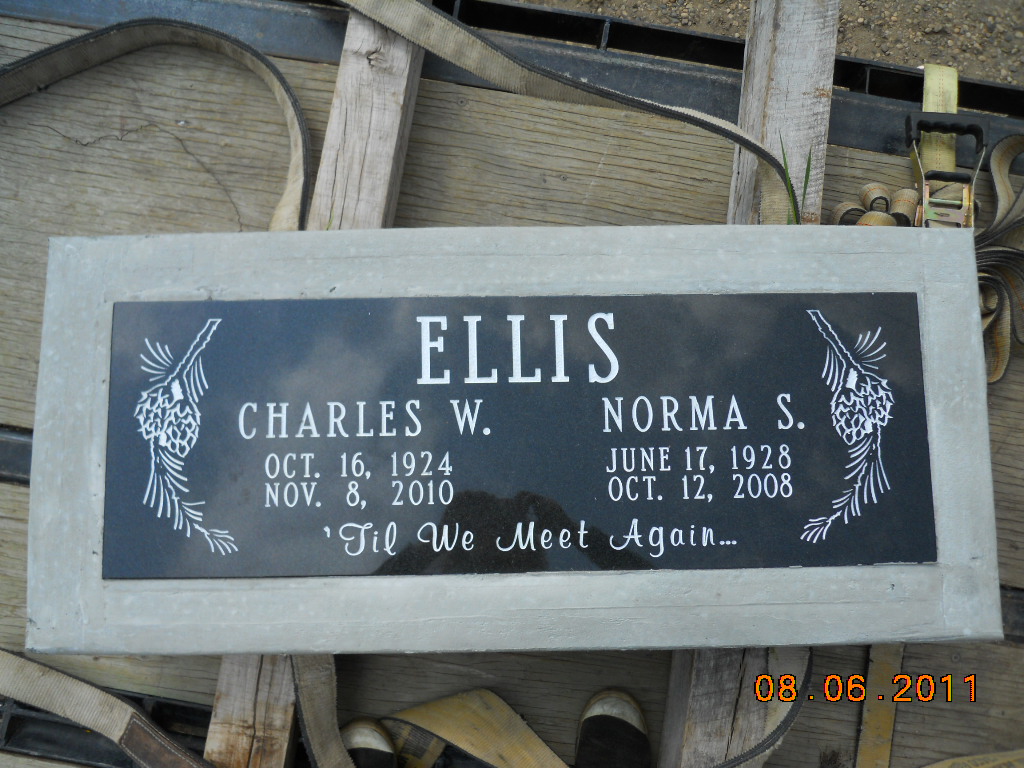 ELLIS
CHARLES W.
OCT. 16, 1924
NOV. 8, 2010
NORMA S.
JUNE 17, 1928
OCT. 12, 2008
'Til We Meet Again...
08.06.2011